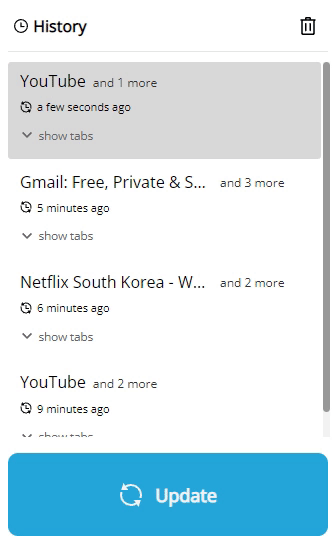 History
YouTube and 1 more
a few seconds ago
show tabs
Gmail: Free, Private & S... and 3 more
5 minutes ago
show tabs
Netflix South Korea - W... and 2 more
6 minutes ago
show tabs
YouTube and 2 more
9 minutes ago
show tabs
Update